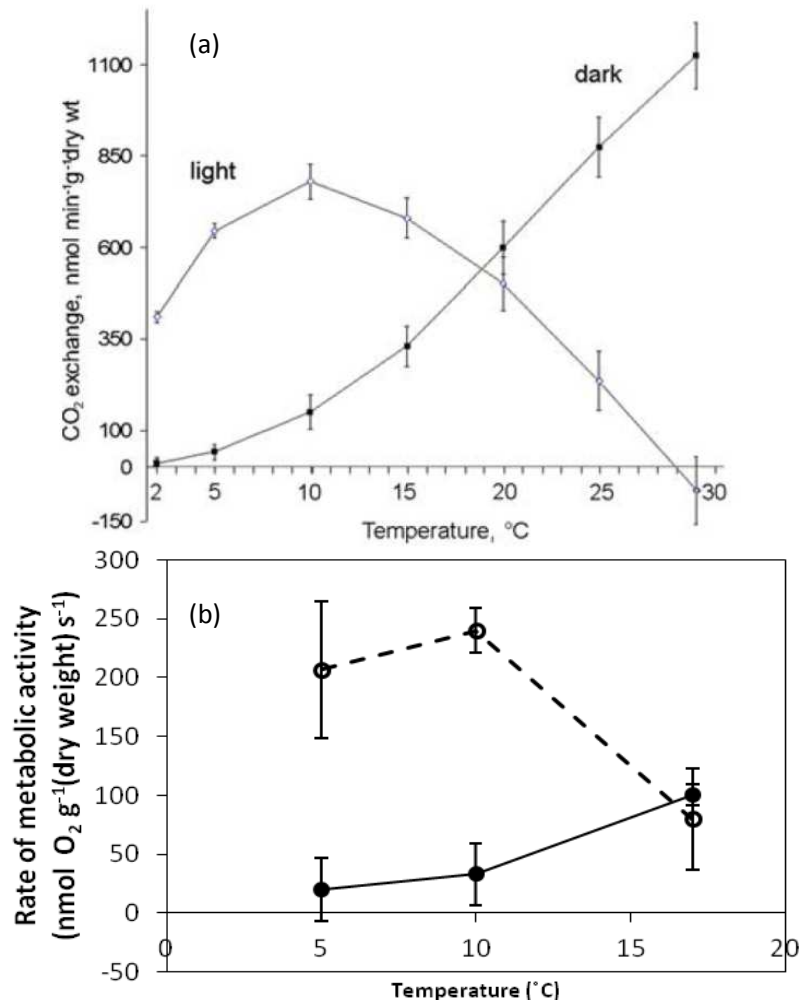 (a)
dark
light
CO₂ exchange, nmol min⁻¹g⁻¹dry wt
1100
850
600
350
100
0
-150
2 5 10 15 20 25 30
Temperature, °C
(b)
Rate of metabolic activity
(nmol O₂ g⁻¹(dry weight) s⁻¹)
300
250
200
150
100
50
0
-50
0 5 10 15 20
Temperature (˚C)